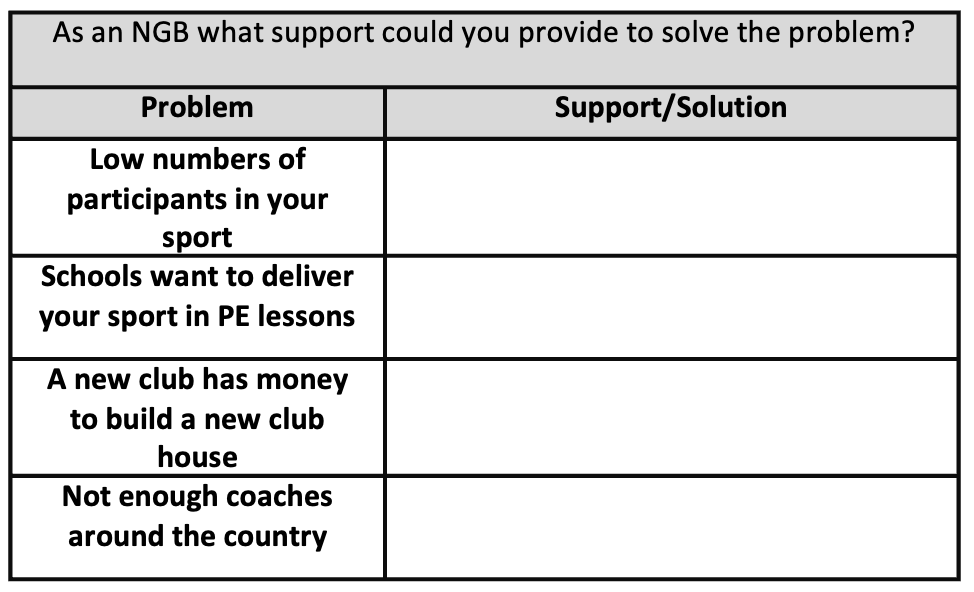 As an NGB what support could you provide to solve the problem?
Problem
Support/Solution
Low numbers of
participants in your
sport
Schools want to deliver
your sport in PE lessons
A new club has money
to build a new club
house
Not enough coaches
around the country